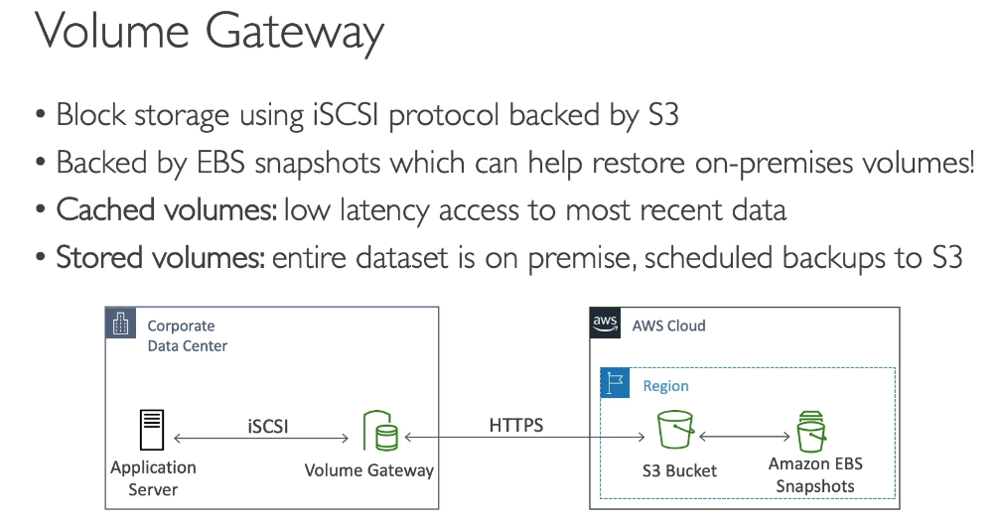 Volume Gateway
• Block storage using iSCSI protocol backed by S3
• Backed by EBS snapshots which can help restore on-premises volumes!
• Cached volumes: low latency access to most recent data
• Stored volumes: entire dataset is on premise, scheduled backups to S3
Corporate
Data Center
aws
AWS Cloud
Region
iSCSI
HTTPS
Application
Server
Volume Gateway
S3 Bucket
Amazon EBS
Snapshots